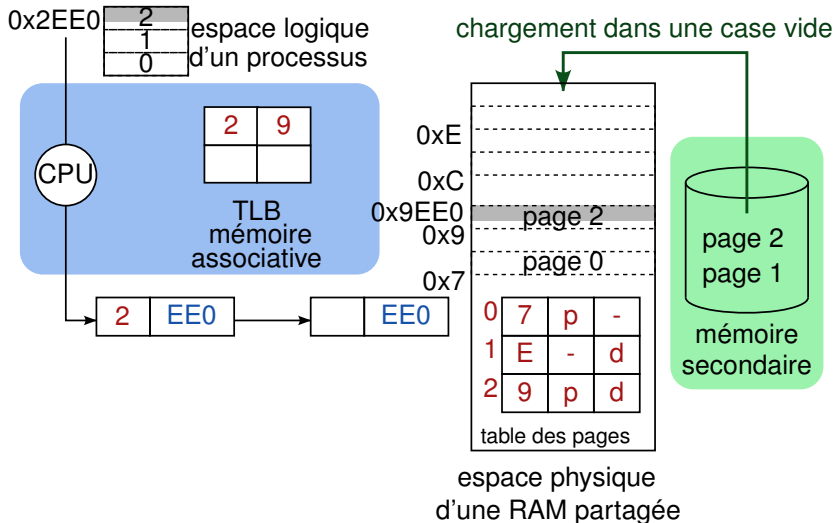 0x2EE0
2
1
0
espace logique
d'un processus
chargement dans une case vide
CPU
2 9
TLB
mémoire
associative
0xE
0xC
0x9EE0
page 2
0x9
page 0
0x7
page 2
page 1
mémoire
secondaire
2 EE0
EE0
0 7 p -
1 E - d
2 9 p d
table des pages
espace physique
d'une RAM partagée